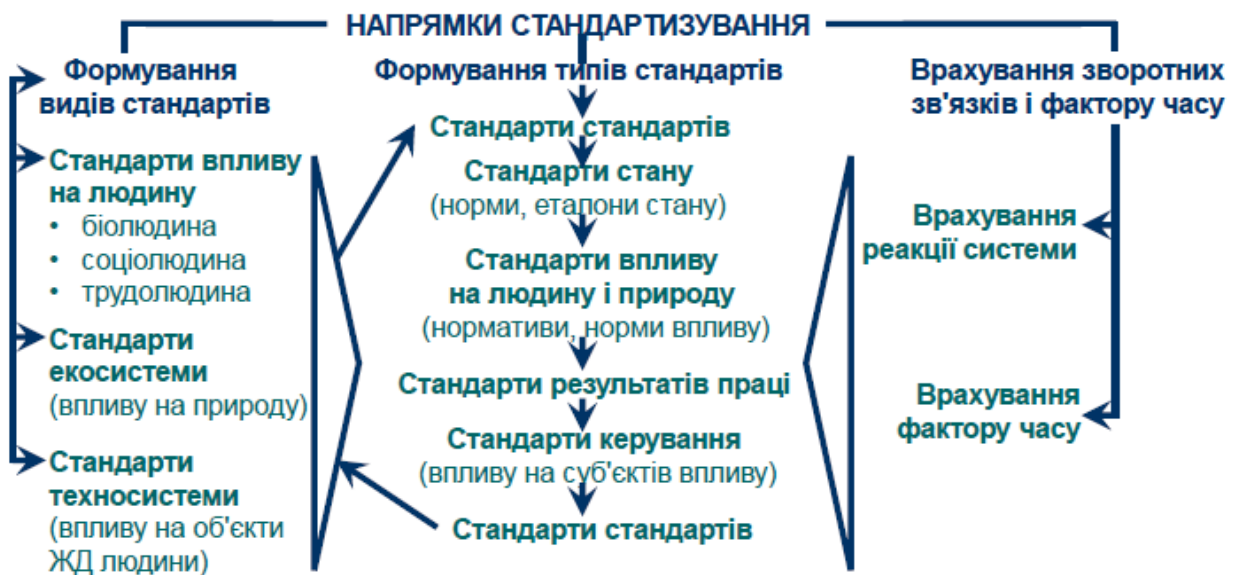 НАПРЯМКИ СТАНДАРТИЗУВАННЯ
Формування
видів стандартів
Стандарти впливу
на людину
• біолюдина
• соціолюдина
• трудолюдина
Стандарти
екосистеми
(впливу на природу)
Стандарти
техносистеми
(впливу на об'єкти
ЖД людини)
Формування типів стандартів
Стандарти стандартів
Стандарти стану
(норми, еталони стану)
Стандарти впливу
на людину і природу
(нормативи, норми впливу)
Стандарти результатів праці
Стандарти керування
(впливу на суб'єктів впливу)
Стандарти стандартів
Врахування зворотних
зв'язків і фактору часу
Врахування
реакції системи
Врахування
фактору часу